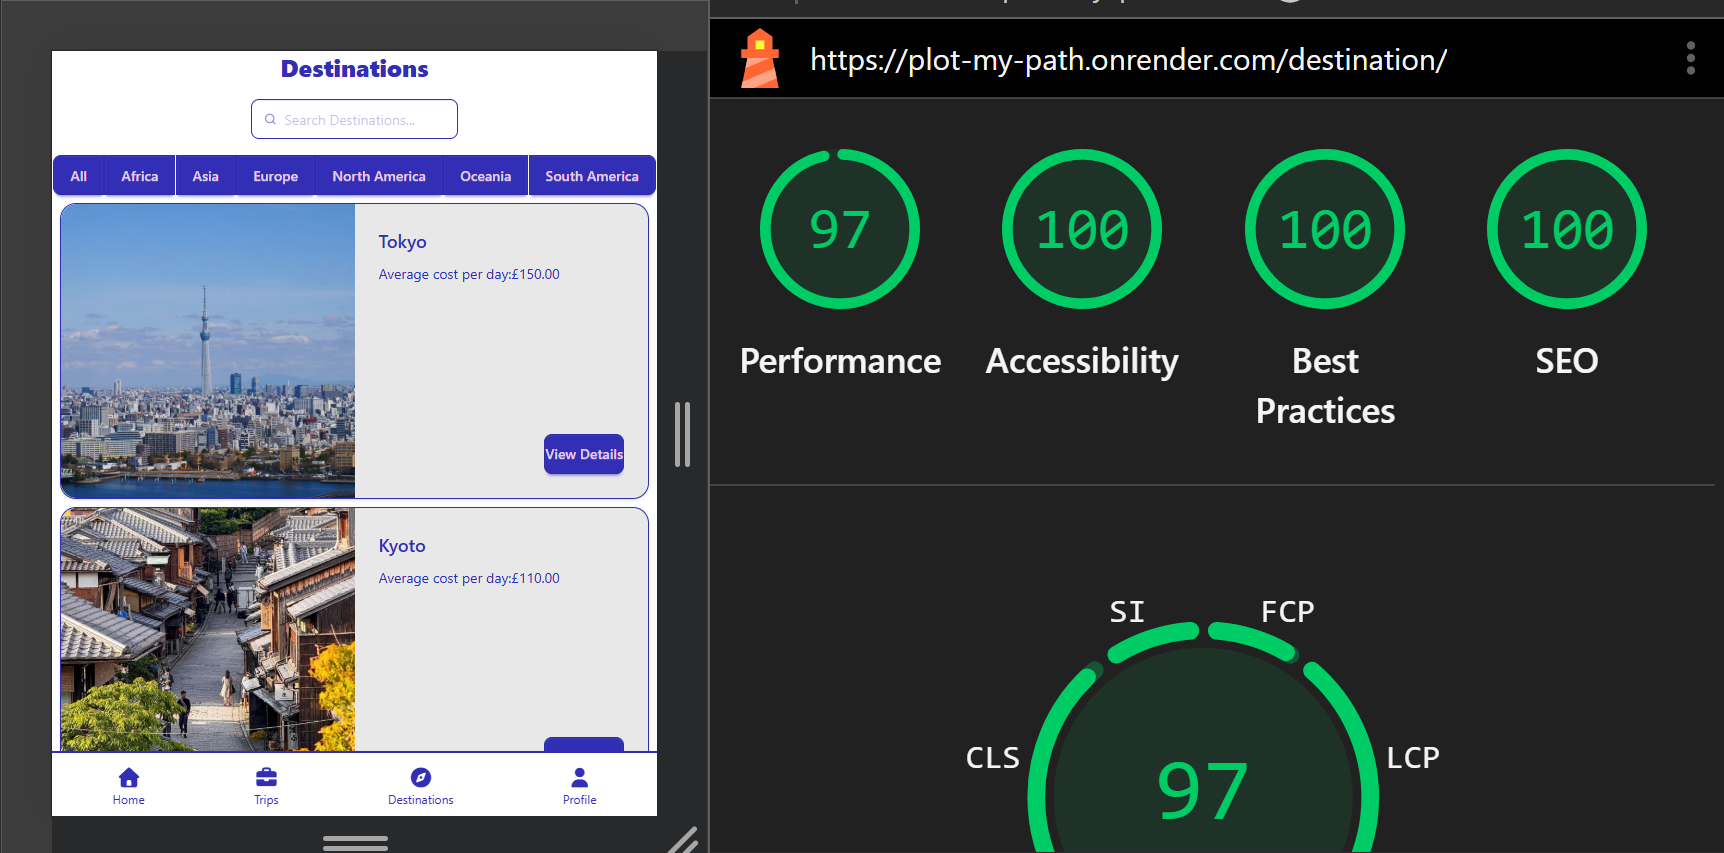 Destinations
Search Destinations...
All Africa Asia Europe North America Oceania South America
Tokyo
Average cost per day:£150.00
View Details
Kyoto
Average cost per day:£110.00
Home Trips Destinations Profile
https://plot-my-path.onrender.com/destination/
97 100 100 100
Performance Accessibility Best Practices SEO
SI FCP
CLS LCP
97